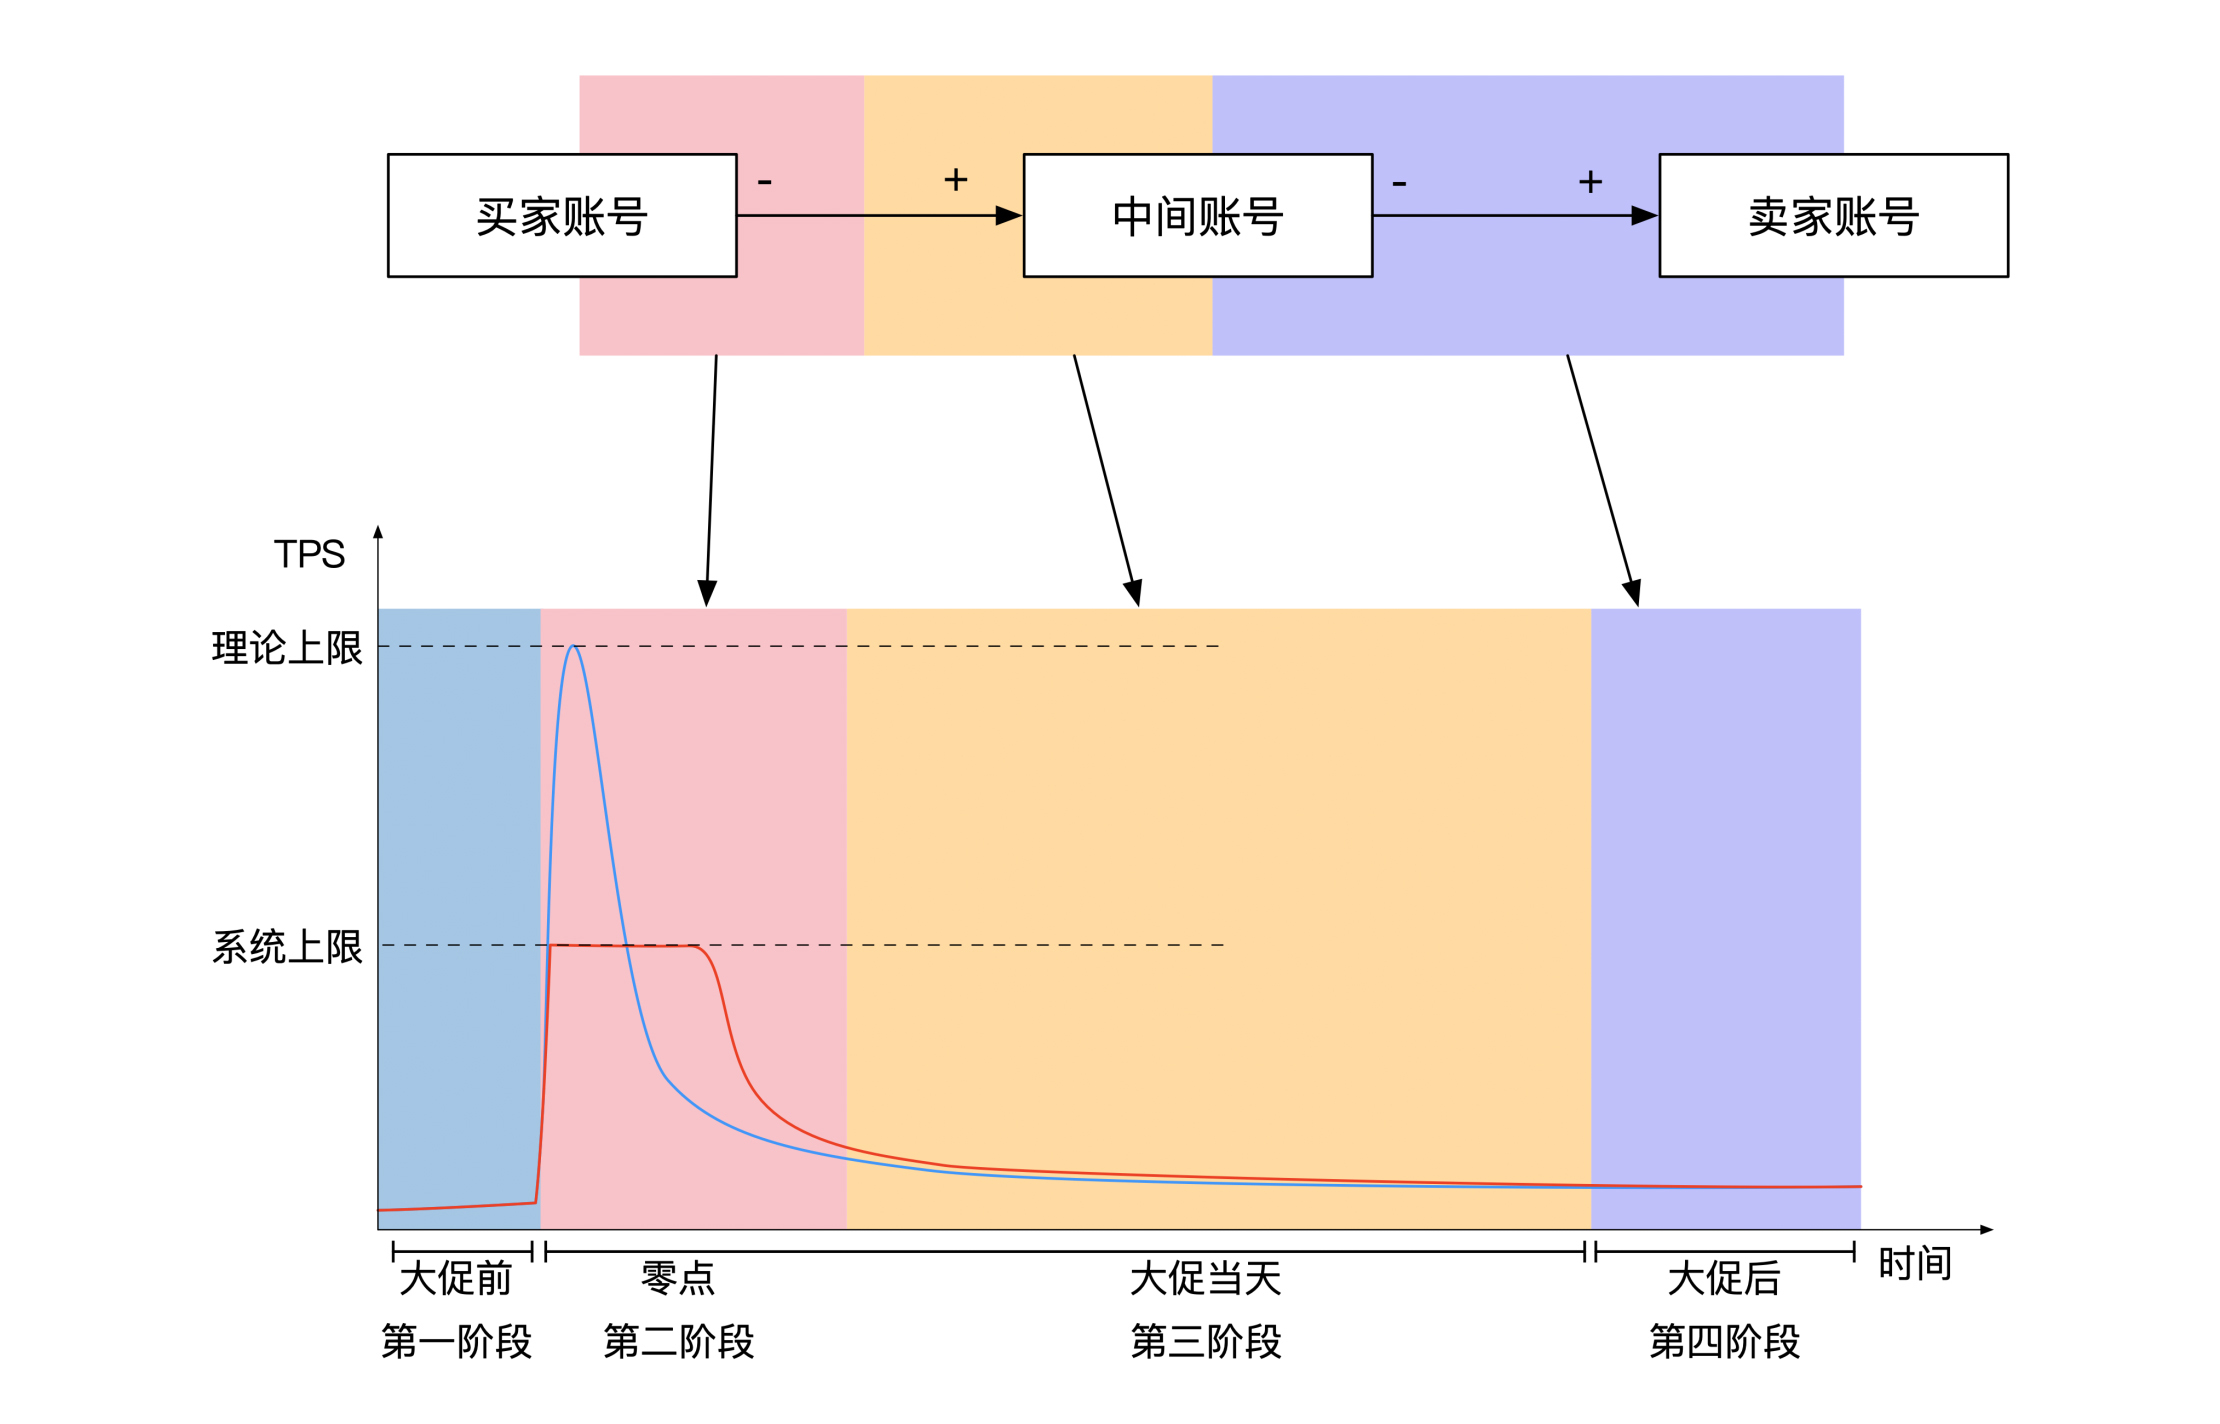 买家账号
-
+
中间账号
-
+
卖家账号
TPS
理论上限
系统上限
大促前
零点
大促当天
大促后
时间
第一阶段
第二阶段
第三阶段
第四阶段